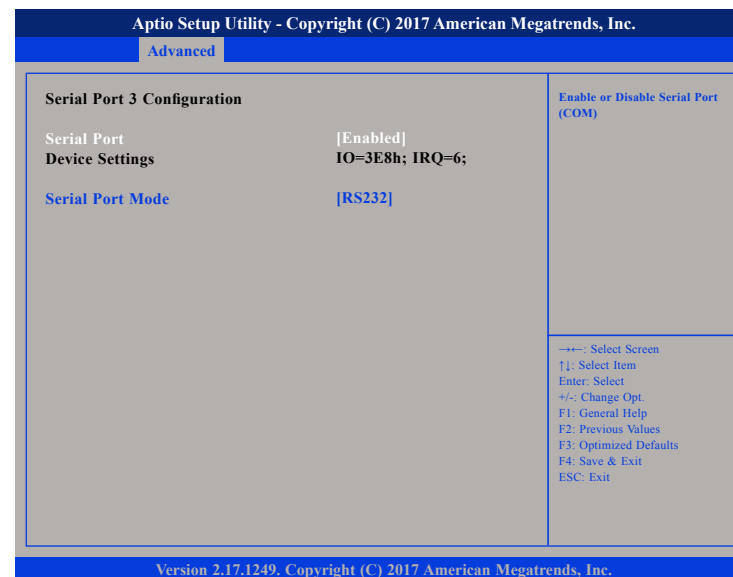 Aptio Setup Utility - Copyright (C) 2017 American Megatrends, Inc.
Advanced
Serial Port 3 Configuration
Serial Port [Enabled]
Device Settings IO=3E8h; IRQ=6;
Serial Port Mode [RS232]
Enable or Disable Serial Port
(COM)
→←: Select Screen
↑↓: Select Item
Enter: Select
+/-: Change Opt.
F1: General Help
F2: Previous Values
F3: Optimized Defaults
F4: Save & Exit
ESC: Exit
Version 2.17.1249. Copyright (C) 2017 American Megatrends, Inc.